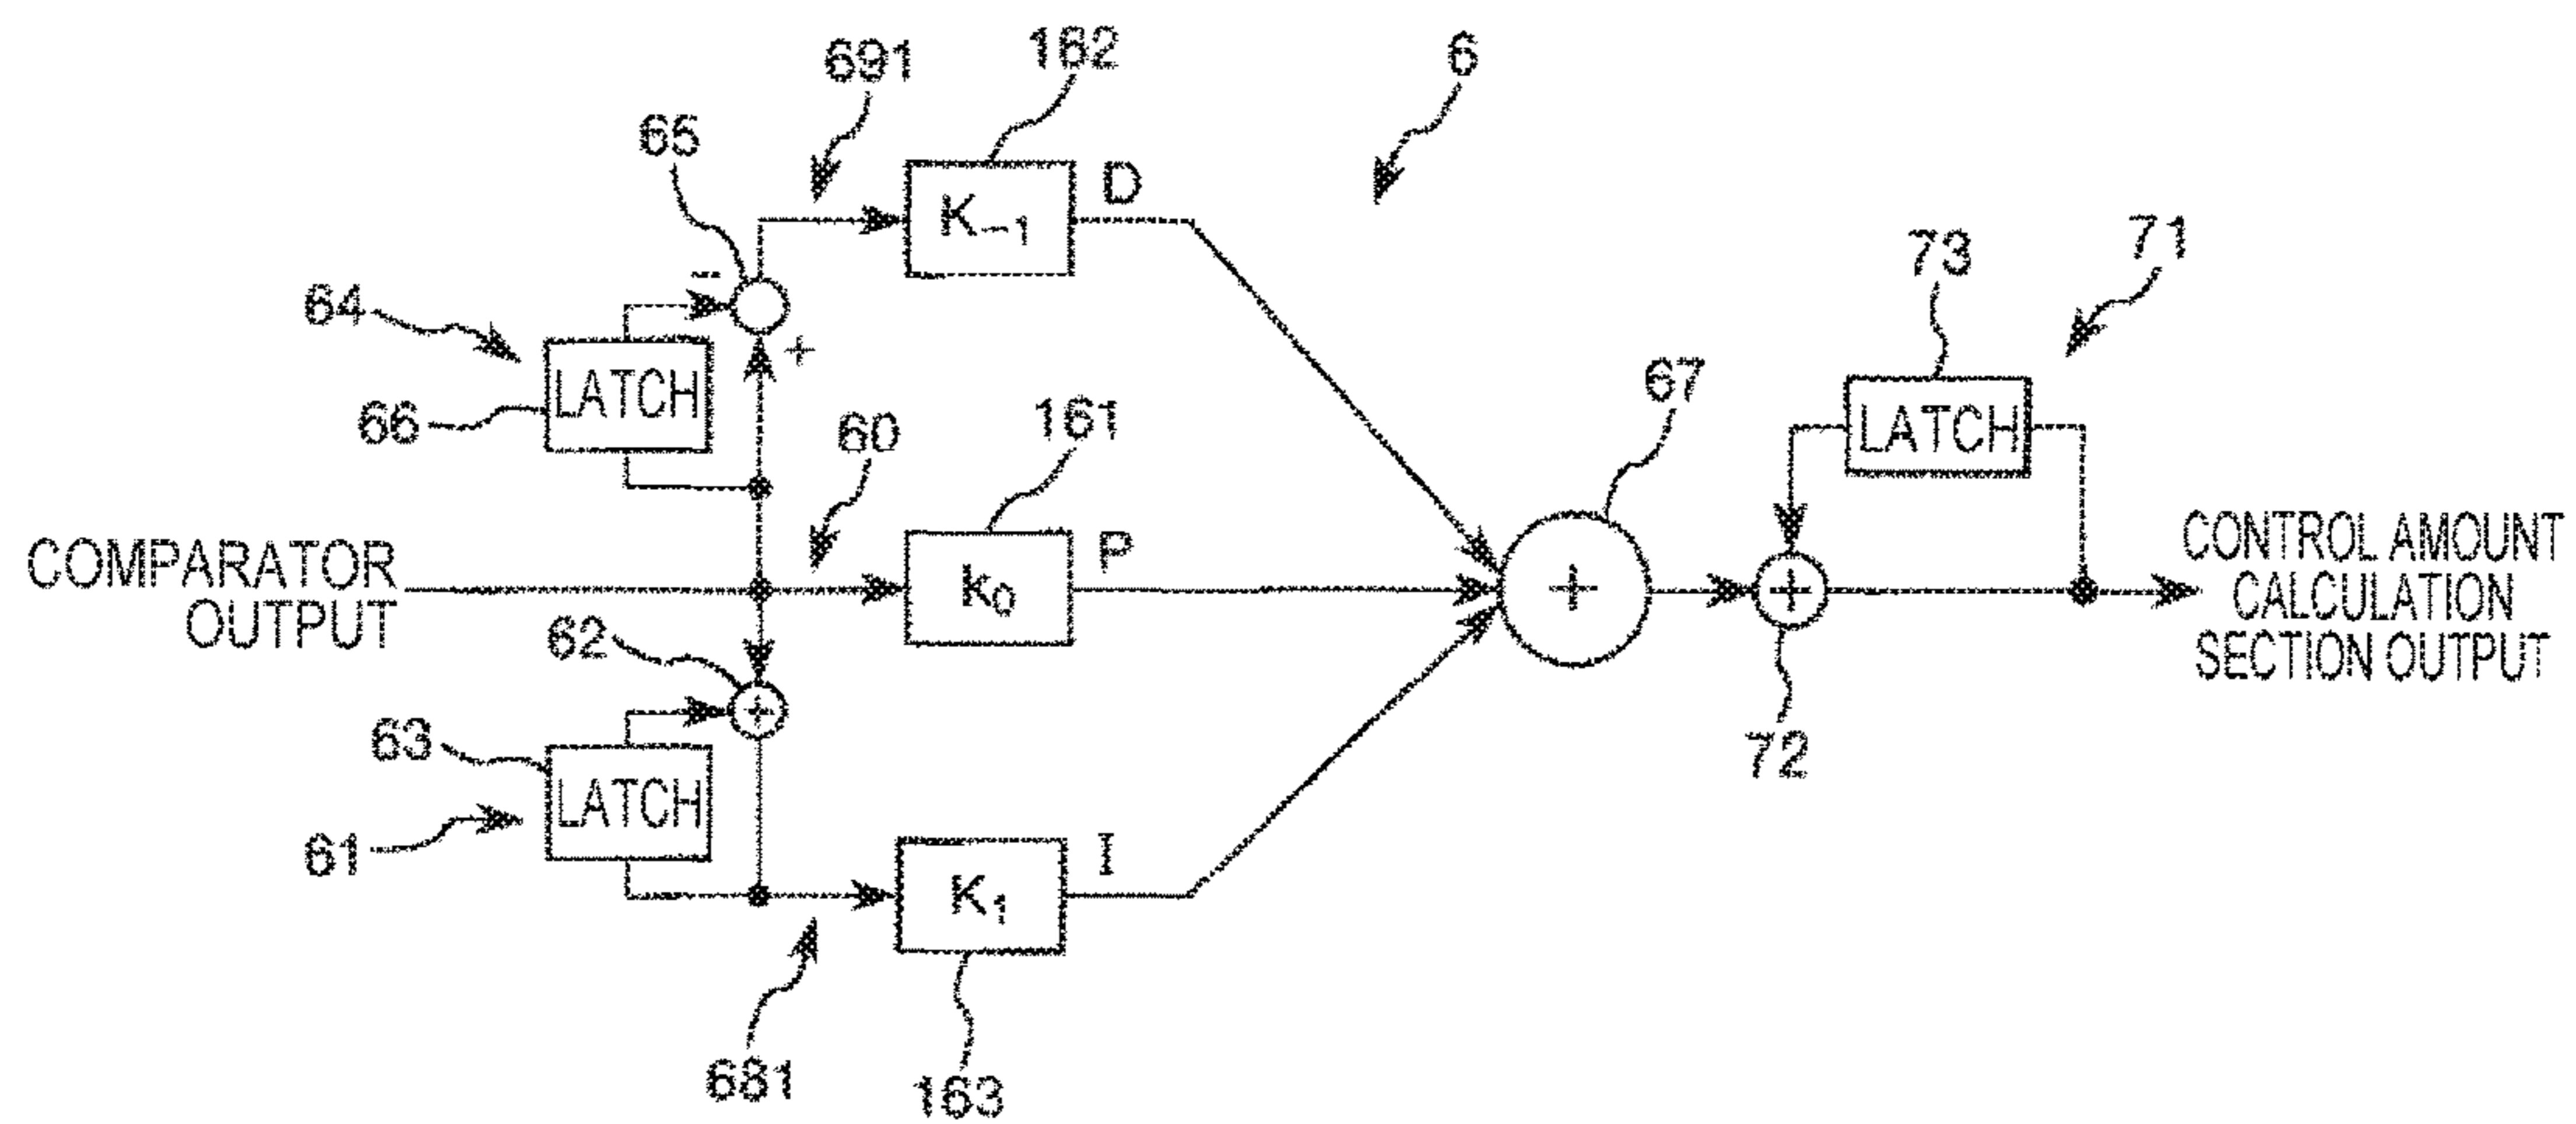 691
162
6
65
K-1
D
73
71
64
−
+
LATCH
66
60
161
67
LATCH
COMPARATOR
OUTPUT
K0
P
+
+
CONTROL AMOUNT
CALCULATION
SECTION OUTPUT
62
+
63
LATCH
61
72
K1
I
681
163